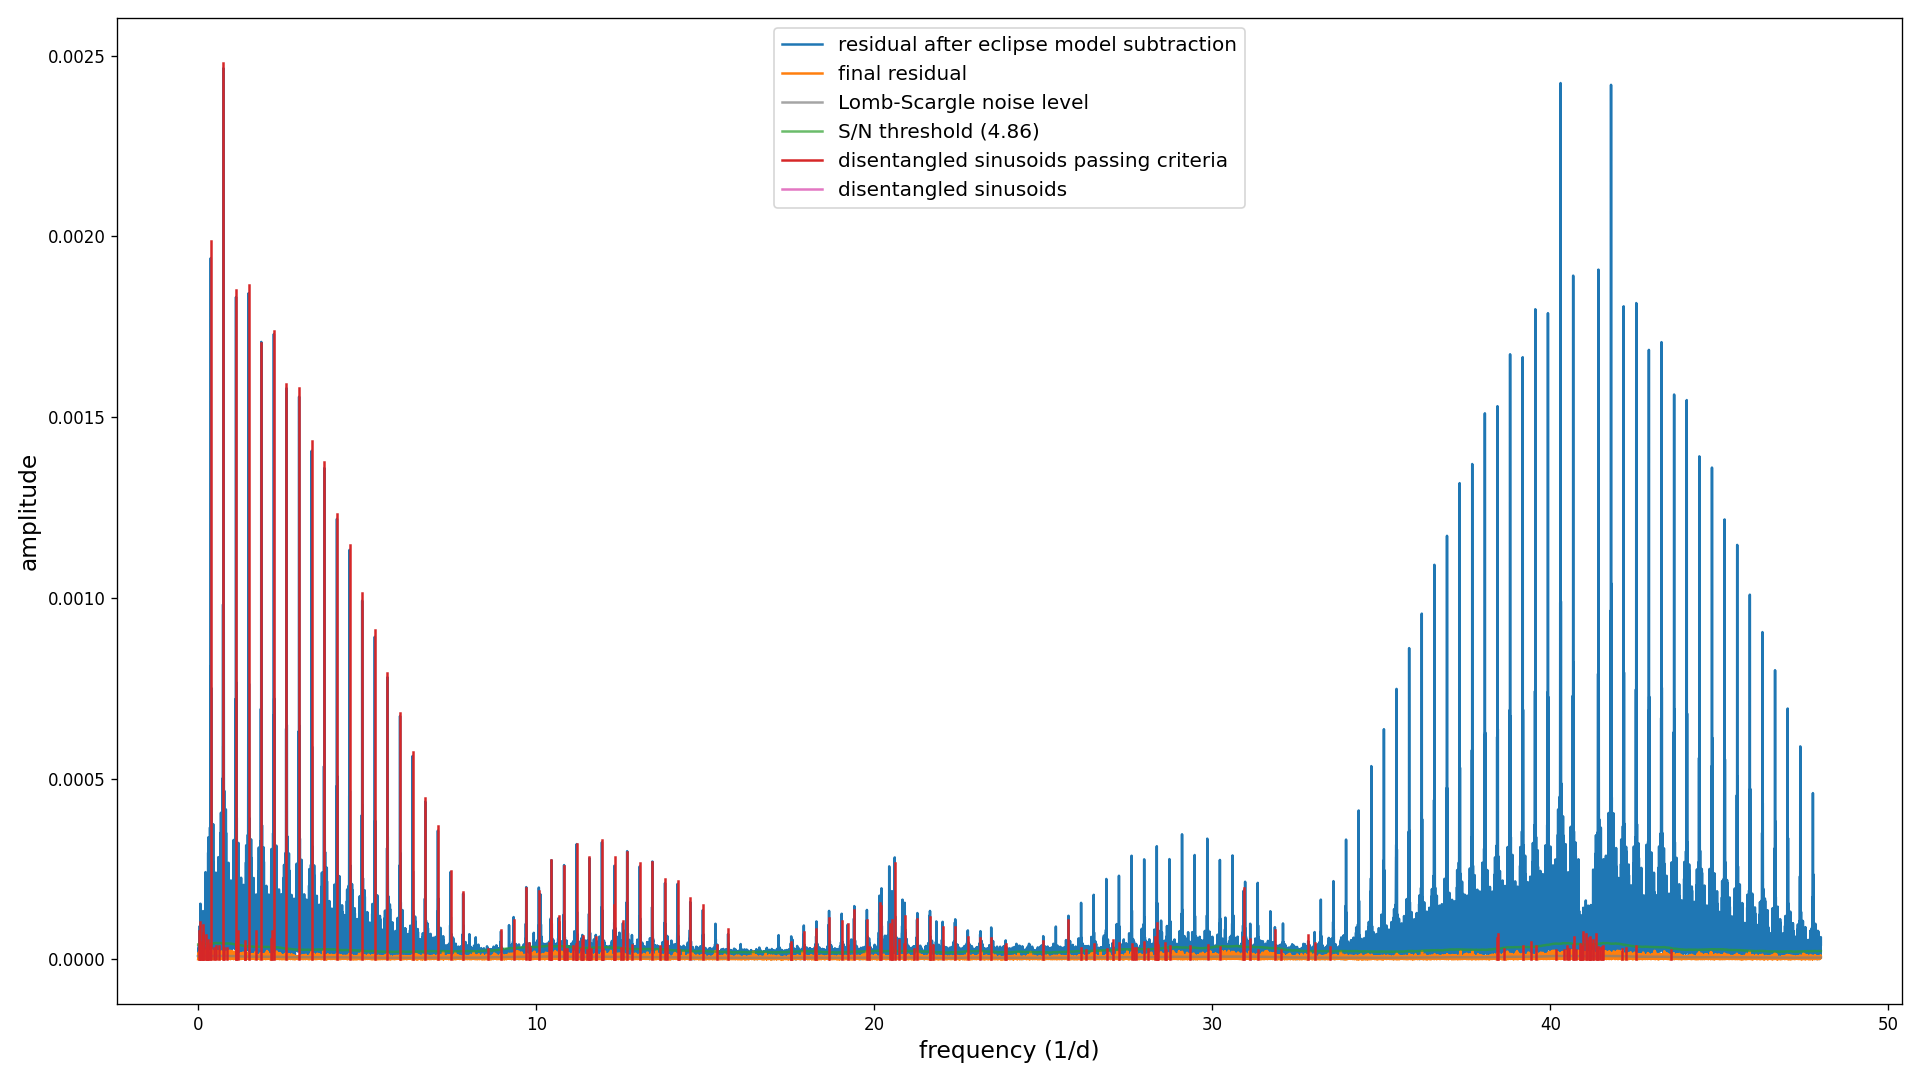 residual after eclipse model subtraction
final residual
Lomb-Scargle noise level
S/N threshold (4.86)
disentangled sinusoids passing criteria
disentangled sinusoids
0.0025
0.0020
0.0015
0.0010
0.0005
0.0000
amplitude
0 10 20 30 40 50
frequency (1/d)